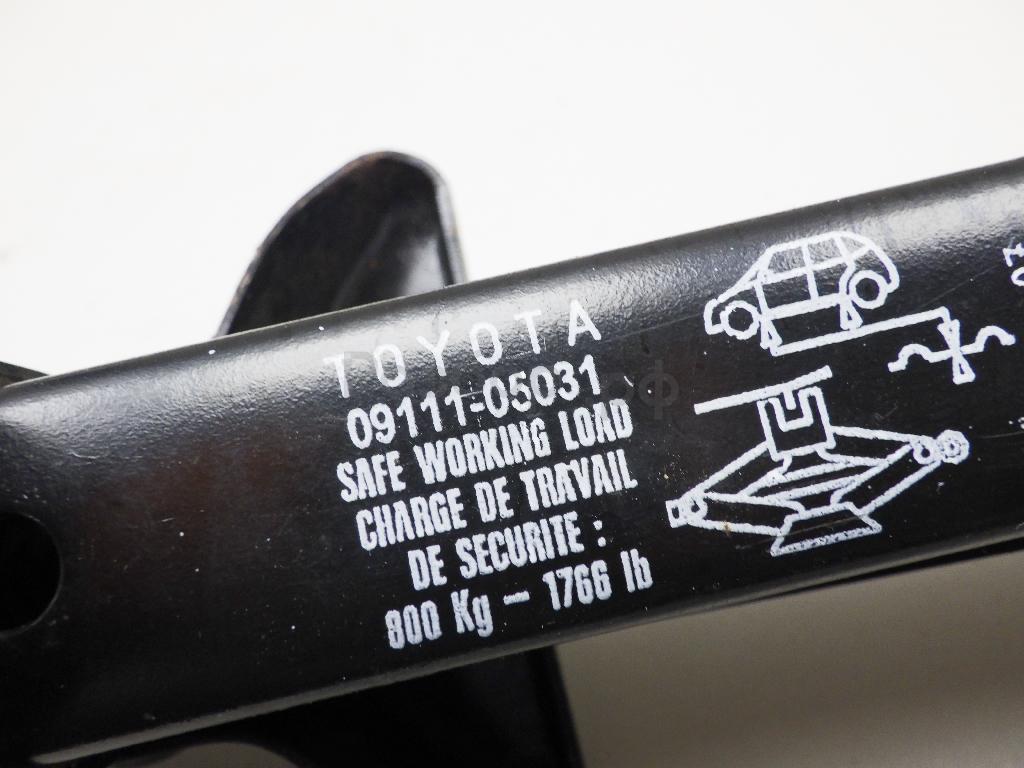 TOYOTA
09111-05031
SAFE WORKING LOAD
CHARGE DE TRAVAIL
DE SECURITE :
800 Kg - 1766 lb